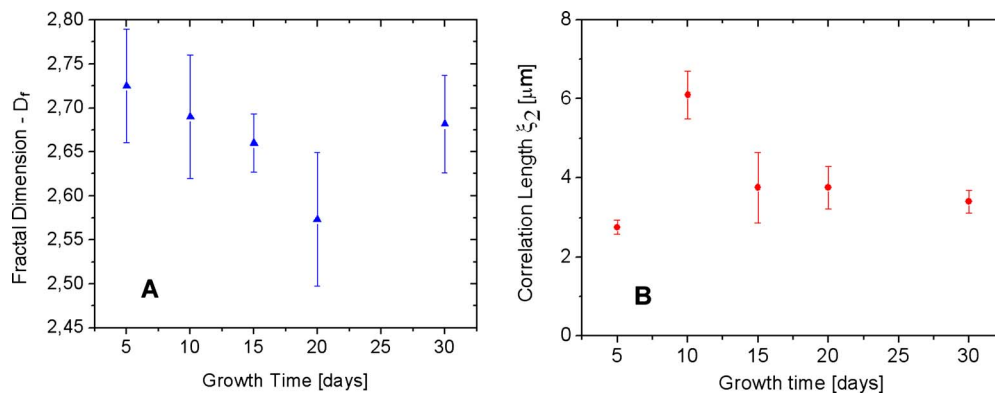 2,80
2,75
2,70
2,65
2,60
2,55
2,50
2,45
Fractal Dimension - Df
A
5 10 15 20 25 30
Growth Time [days]
8
6
4
2
0
Correlation Length ξ2 [μm]
B
5 10 15 20 25 30
Growth time [days]